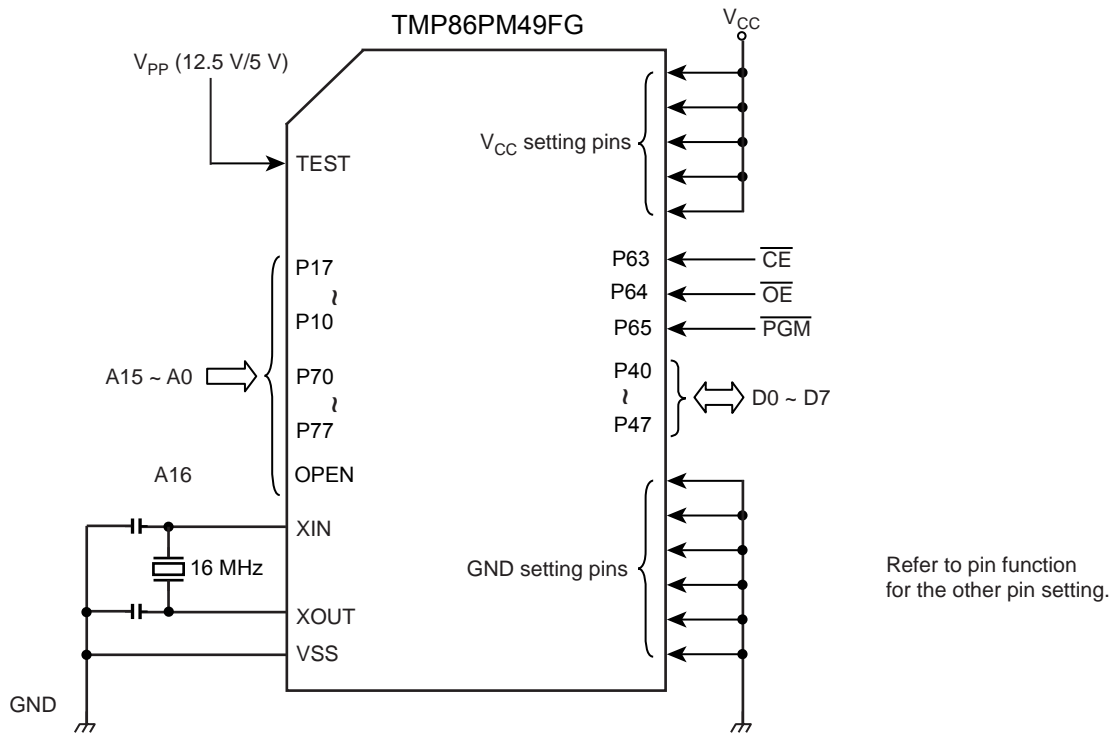 TMP86PM49FG
VCC
VPP (12.5 V/5 V)
VCC setting pins
TEST
P17
~
P10
A15 ~ A0
P70
~
P77
A16
OPEN
XIN
16 MHz
XOUT
VSS
GND
P63
CE
P64
OE
P65
PGM
P40
~
P47
D0 ~ D7
GND setting pins
Refer to pin function
for the other pin setting.